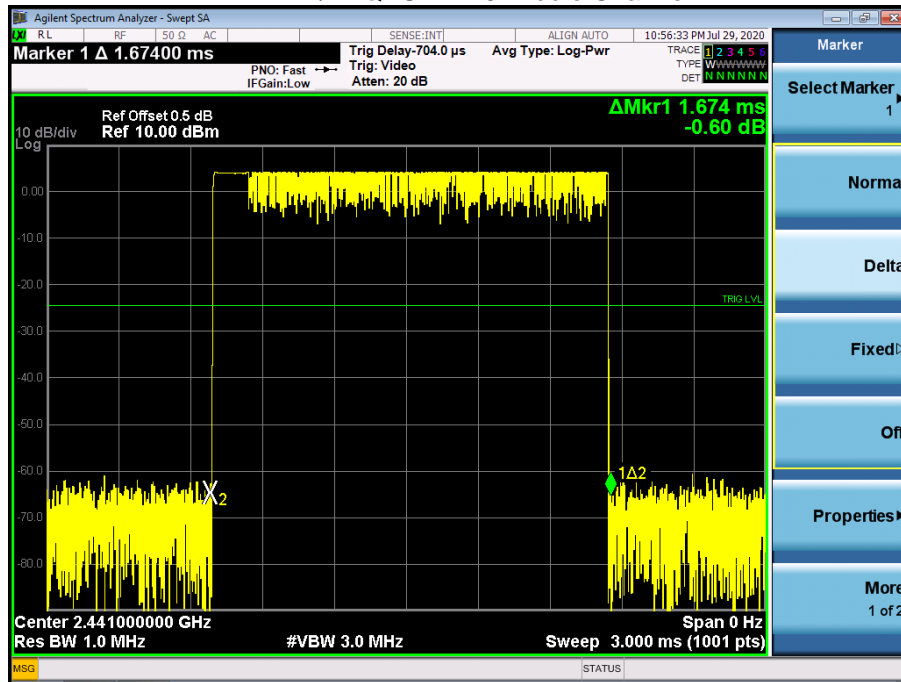 Agilent Spectrum Analyzer - Swept SA
LXI RL RF 50 Ω AC SENSE:INT ALIGN AUTO 10:56:33 PM Jul 29, 2020
Marker 1 Δ 1.67400 ms
PNO: Fast
IFGain:Low
Trig Delay-704.0 µs
Trig: Video
Atten: 20 dB
Avg Type: Log-Pwr
TRACE 1 2 3 4 5 6
TYPE WWWWWW
DET N N N N N N
Marker
Select Marker
1
Ref Offset 0.5 dB
10 dB/div Ref 10.00 dBm
Log
ΔMkr1 1.674 ms
-0.60 dB
0.00
-10.0
-20.0
-30.0
-40.0
-50.0
-60.0
-70.0
-80.0
TRIG LVL
2
1Δ2
Norma
Delta
Fixed
Off
Properties
More
1 of 2
Center 2.441000000 GHz Span 0 Hz
Res BW 1.0 MHz #VBW 3.0 MHz Sweep 3.000 ms (1001 pts)
MSG STATUS